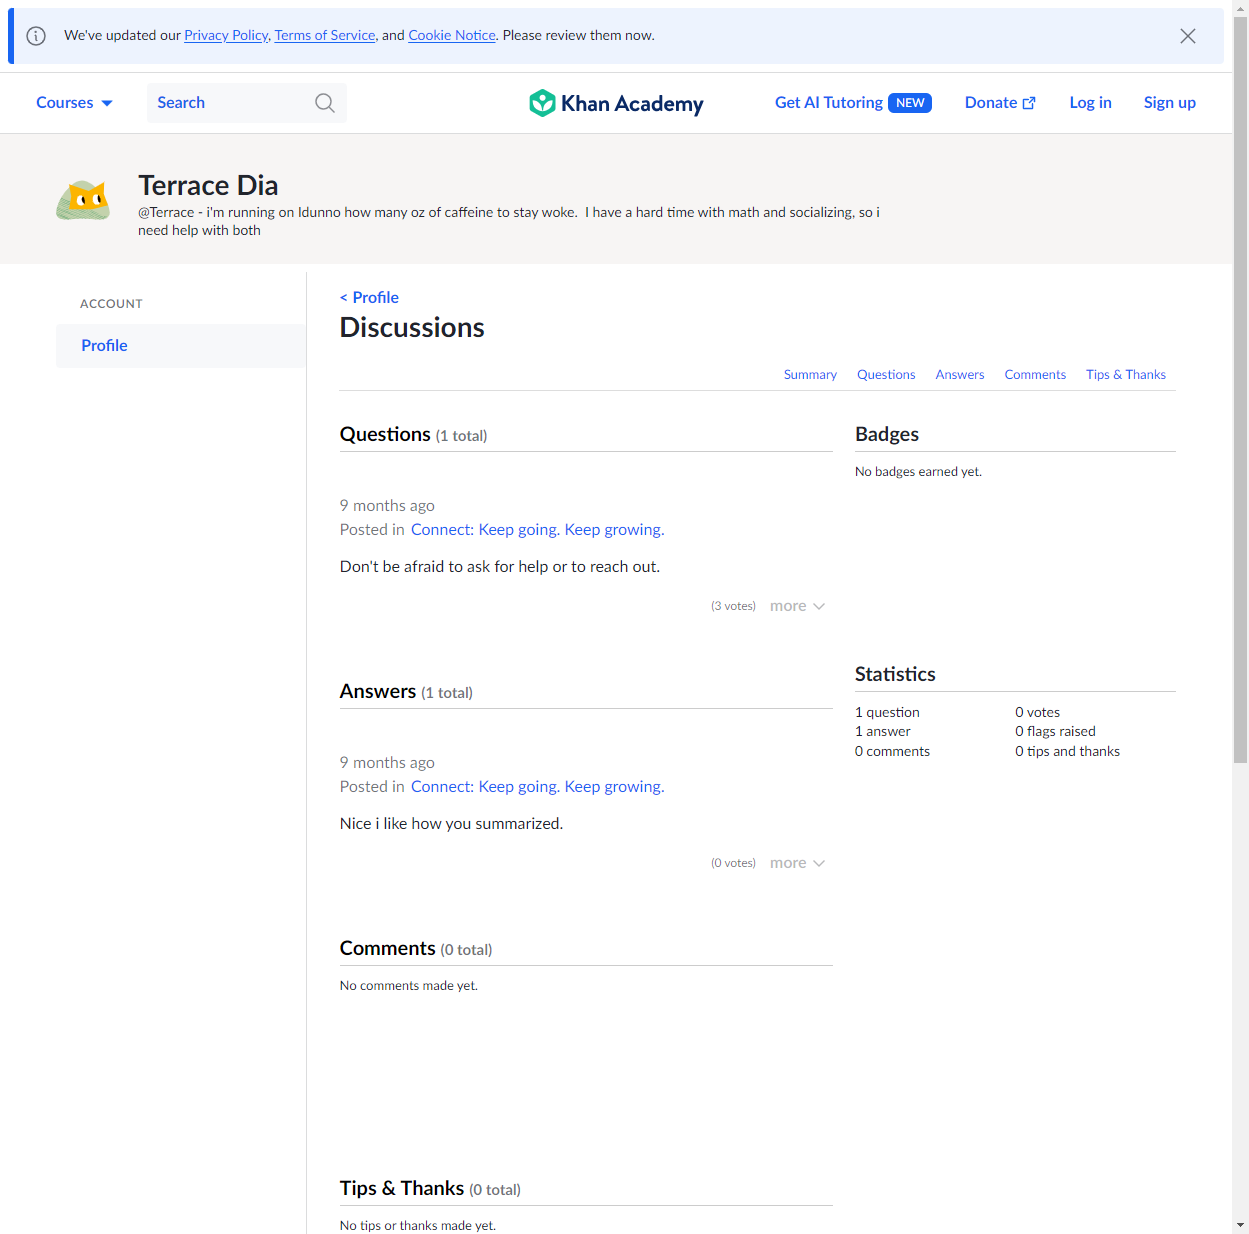 We've updated our Privacy Policy, Terms of Service, and Cookie Notice. Please review them now.
Courses
Search
Khan Academy
Get AI Tutoring NEW
Donate
Log in
Sign up
Terrace Dia
@Terrace - i'm running on Idunno how many oz of caffeine to stay woke.  I have a hard time with math and socializing, so i
need help with both
ACCOUNT
Profile
< Profile
Discussions
Summary
Questions
Answers
Comments
Tips & Thanks
Questions (1 total)
9 months ago
Posted in Connect: Keep going. Keep growing.
Don't be afraid to ask for help or to reach out.
(3 votes) more
Answers (1 total)
9 months ago
Posted in Connect: Keep going. Keep growing.
Nice i like how you summarized.
(0 votes) more
Comments (0 total)
No comments made yet.
Tips & Thanks (0 total)
No tips or thanks made yet.
Badges
No badges earned yet.
Statistics
1 question
0 votes
1 answer
0 flags raised
0 comments
0 tips and thanks